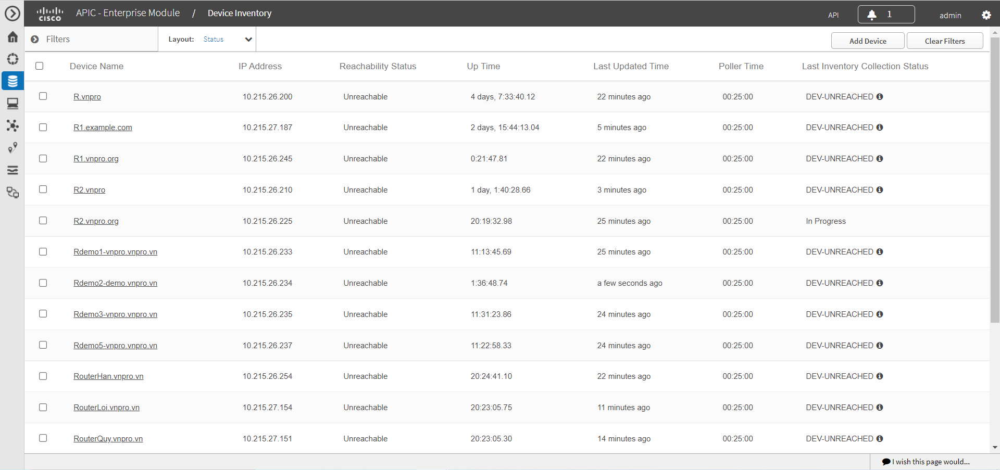 cisco APIC - Enterprise Module / Device Inventory API 1 admin
Filters Layout: Status Add Device Clear Filters
Device Name IP Address Reachability Status Up Time Last Updated Time Poller Time Last Inventory Collection Status
R.vnpro 10.215.26.200 Unreachable 4 days, 7:33:40.12 22 minutes ago 00:25:00 DEV-UNREACHED
R1.example.com 10.215.27.187 Unreachable 2 days, 15:44:13.04 5 minutes ago 00:25:00 DEV-UNREACHED
R1.vnpro.org 10.215.26.245 Unreachable 0:21:47.81 22 minutes ago 00:25:00 DEV-UNREACHED
R2.vnpro 10.215.26.210 Unreachable 1 day, 1:40:28.66 3 minutes ago 00:25:00 DEV-UNREACHED
R2.vnpro.org 10.215.26.225 Unreachable 20:19:32.98 25 minutes ago 00:25:00 In Progress
Rdemo1-vnpro.vnpro.vn 10.215.26.233 Unreachable 11:13:45.69 25 minutes ago 00:25:00 DEV-UNREACHED
Rdemo2-demo.vnpro.vn 10.215.26.234 Unreachable 1:36:48.74 a few seconds ago 00:25:00 DEV-UNREACHED
Rdemo3-vnpro.vnpro.vn 10.215.26.235 Unreachable 11:31:23.86 24 minutes ago 00:25:00 DEV-UNREACHED
Rdemo5-vnpro.vnpro.vn 10.215.26.237 Unreachable 11:22:58.33 24 minutes ago 00:25:00 DEV-UNREACHED
RouterHan.vnpro.vn 10.215.26.254 Unreachable 20:24:41.10 22 minutes ago 00:25:00 DEV-UNREACHED
RouterLoi.vnpro.vn 10.215.27.154 Unreachable 20:23:05.75 11 minutes ago 00:25:00 DEV-UNREACHED
RouterQuy.vnpro.vn 10.215.27.151 Unreachable 20:23:05.30 14 minutes ago 00:25:00 DEV-UNREACHED
I wish this page would...